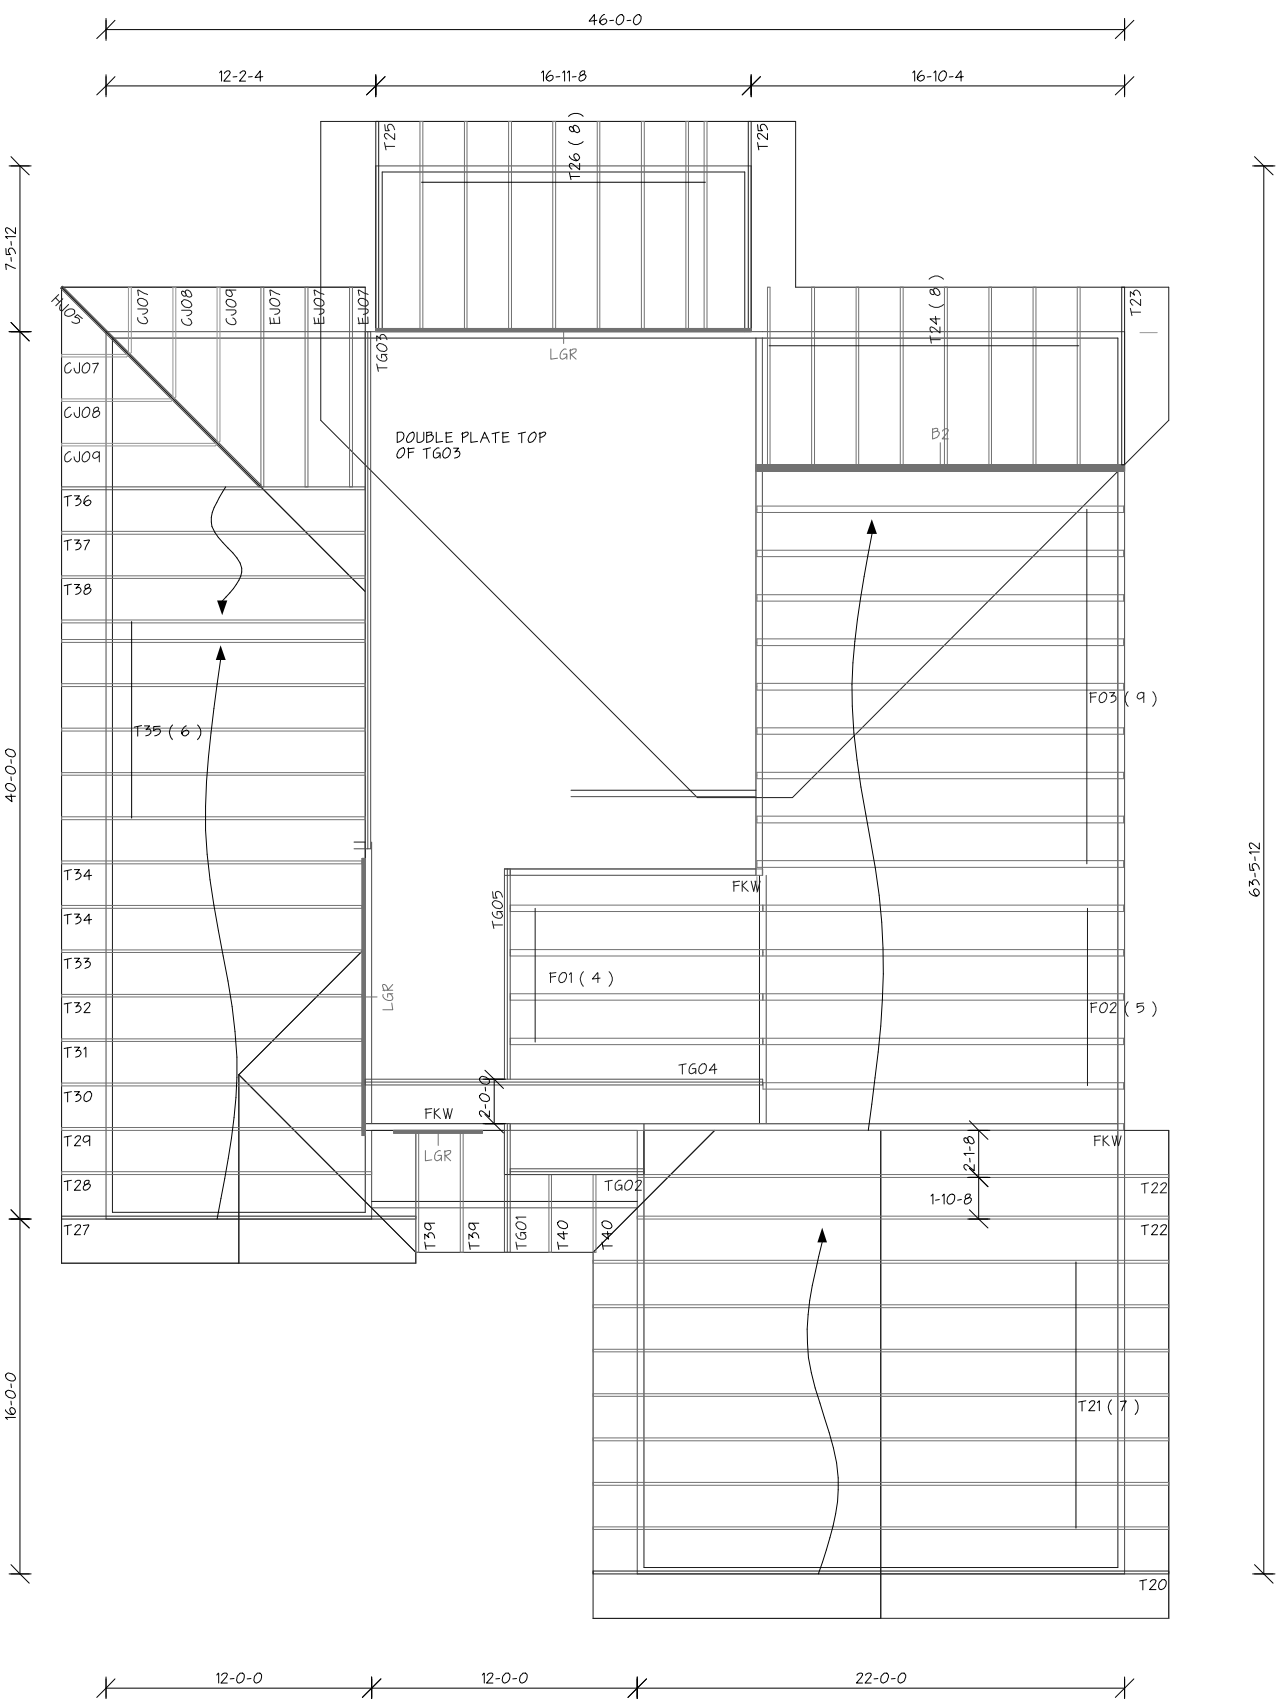 46-0-0
12-2-4
16-11-8
16-10-4
T25
T26 ( 8 )
T25
7-5-12
HJ05
CJ07
CJ08
CJ09
EJ07
EJ07
EJ07
T24 ( 8 )
T23
TG03
LGR
CJ07
CJ08
CJ09
DOUBLE PLATE TOP
OF TG03
B2
T36
T37
T38
T35 ( 6 )
F03 ( 9 )
40-0-0
63-5-12
T34
FKW
TG05
T34
T33
F01 ( 4 )
LGR
T32
F02 ( 5 )
T31
TG04
T30
2-0-0
FKW
T29
LGR
FKW
2-1-8
T28
TG02
T22
1-10-8
T27
T39
T39
TG01
T40
T40
T22
16-0-0
T21 ( 7 )
T20
12-0-0
12-0-0
22-0-0